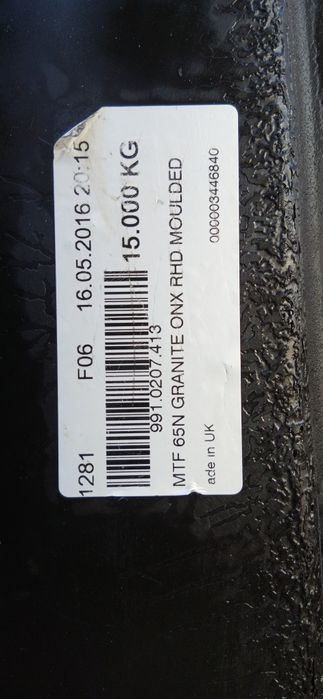 1281 F06 16.05.2016 20:15
15.000 KG
991.0207.413
MTF 65N GRANITE ONX RHD MOULDED
ade in UK 000003446840